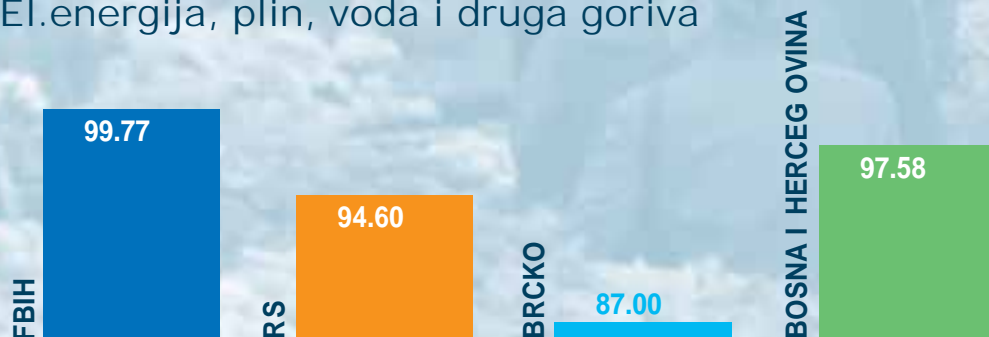 El.energija, plin, voda i druga goriva
FBIH
99.77
RS
94.60
BRCKO
87.00
BOSNA I HERCEG OVINA
97.58